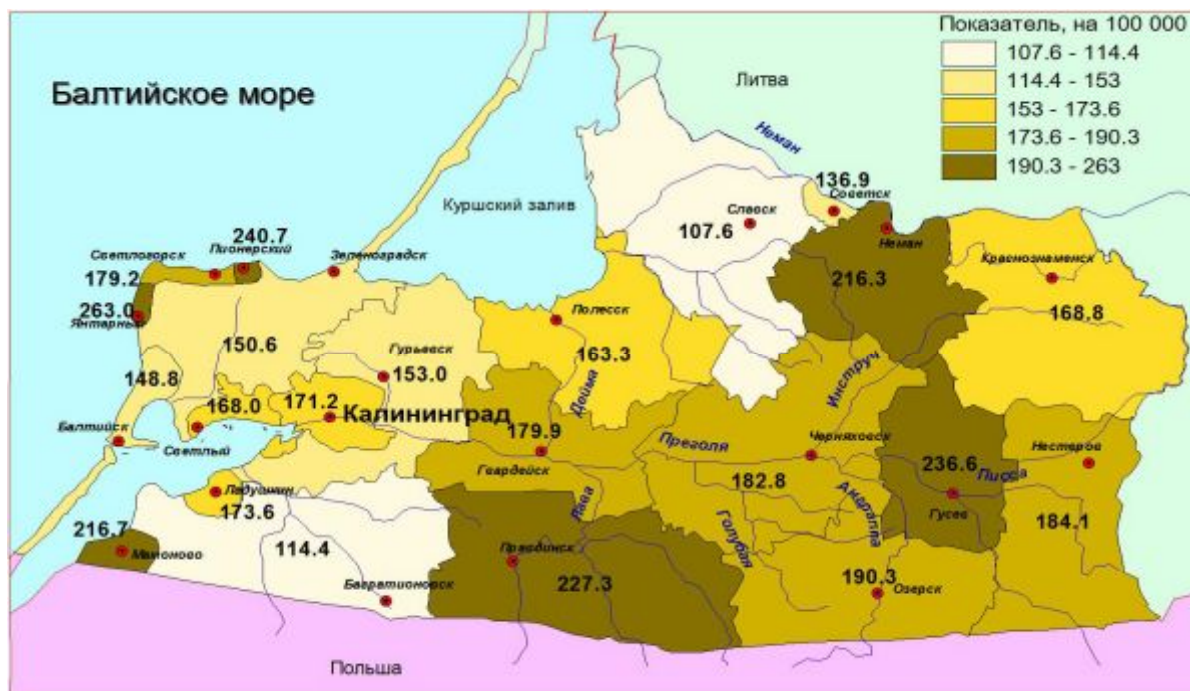 Показатель, на 100 000
107.6 - 114.4
114.4 - 153
153 - 173.6
173.6 - 190.3
190.3 - 263
Балтийское море
Литва
Неман
Куршский залив
136.9
Советск
Славск
107.6
Неман
216.3
Краснознаменск
168.8
240.7
Светлогорск
Пионерский
Зеленоградск
179.2
263.0
Янтарный
150.6
Полесск
163.3
Гурьевск
153.0
148.8
168.0
171.2
Калининград
Дейма
Инструч
Балтийск
Светлый
179.9
Гвардейск
Преголя
Черняховск
182.8
236.6
Писса
Гусев
Нестеров
184.1
Ладушкин
173.6
Лава
Голубая
Анграппа
216.7
Мамоново
114.4
Багратионовск
Правдинск
227.3
190.3
Озерск
Польша